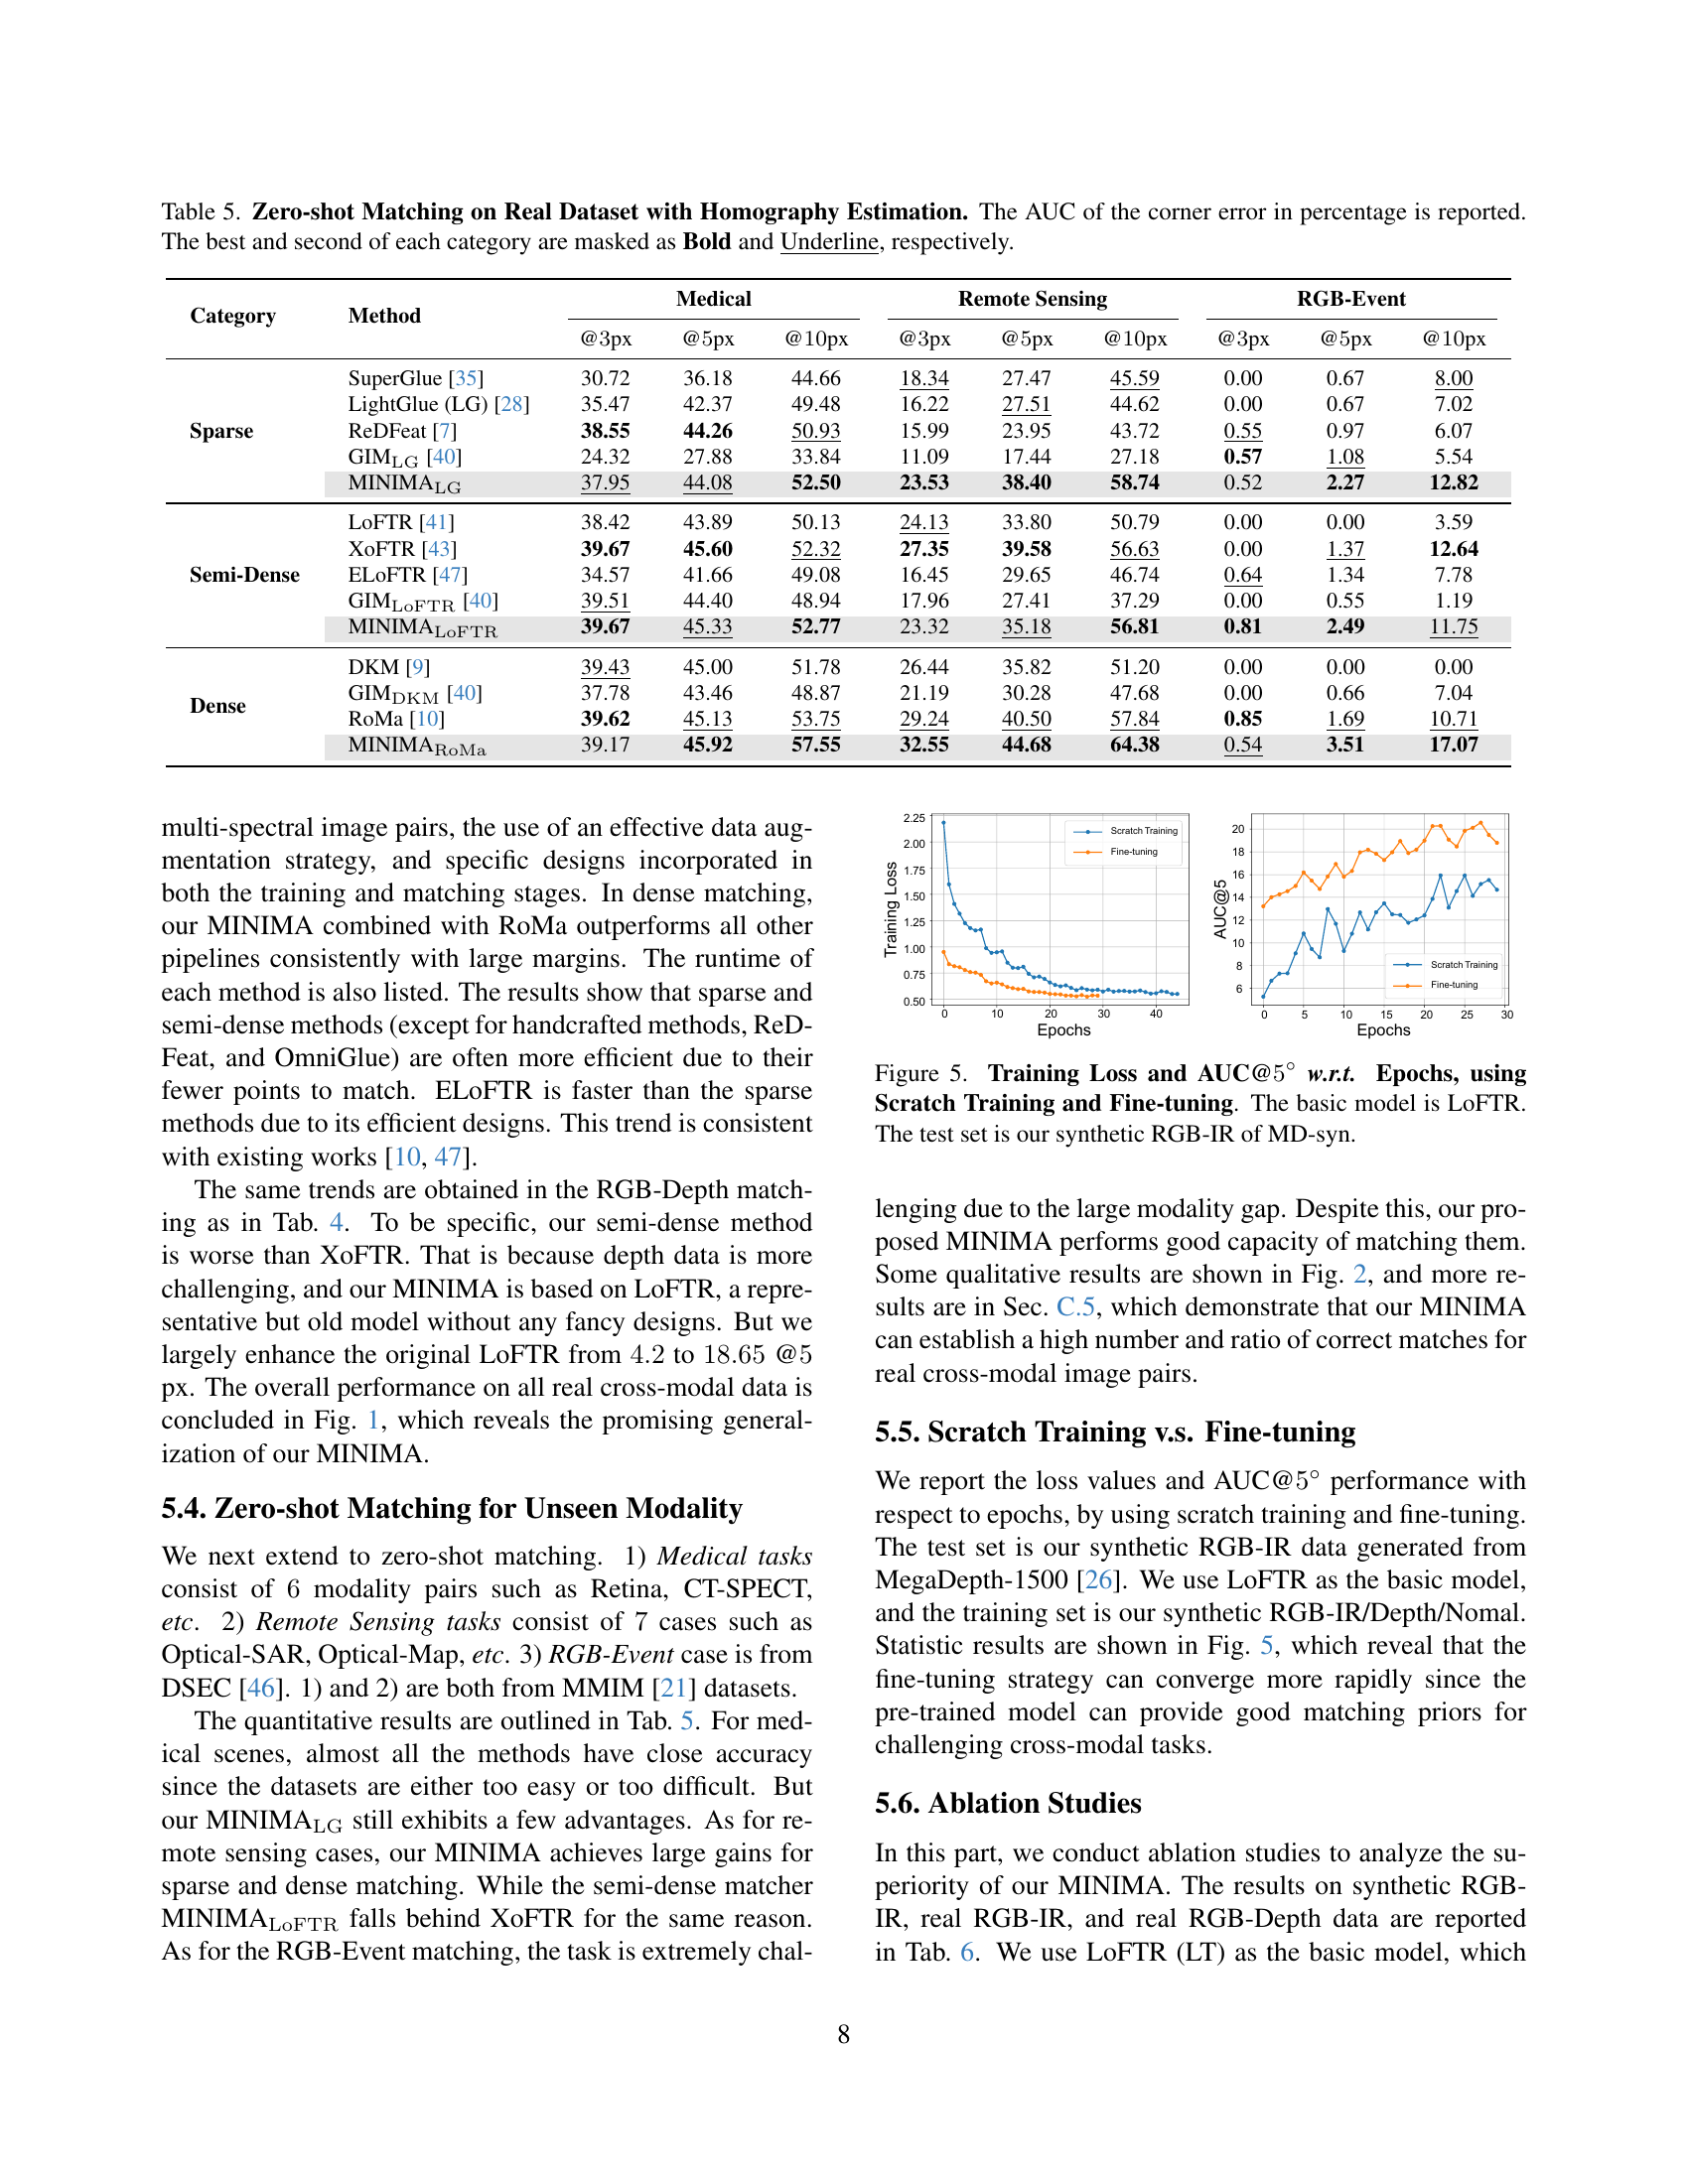 Table 5. Zero-shot Matching on Real Dataset with Homography Estimation. The AUC of the corner error in percentage is reported.
The best and second of each category are masked as Bold and Underline, respectively.
Category Method Medical Remote Sensing RGB-Event
@3px @5px @10px @3px @5px @10px @3px @5px @10px
Sparse
SuperGlue [35] 30.72 36.18 44.66 18.34 27.47 45.59 0.00 0.67 8.00
LightGlue (LG) [28] 35.47 42.37 49.48 16.22 27.51 44.62 0.00 0.67 7.02
ReDFeat [7] 38.55 44.26 50.93 15.99 23.95 43.72 0.55 0.97 6.07
GIM_LG [40] 24.32 27.88 33.84 11.09 17.44 27.18 0.57 1.08 5.54
MINIMA_LG 37.95 44.08 52.50 23.53 38.40 58.74 0.52 2.27 12.82
Semi-Dense
LoFTR [41] 38.42 43.89 50.13 24.13 33.80 50.79 0.00 0.00 3.59
XoFTR [43] 39.67 45.60 52.32 27.35 39.58 56.63 0.00 1.37 12.64
ELoFTR [47] 34.57 41.66 49.08 16.45 29.65 46.74 0.64 1.34 7.78
GIM_LoFTR [40] 39.51 44.40 48.94 17.96 27.41 37.29 0.00 0.55 1.19
MINIMA_LoFTR 39.67 45.33 52.77 23.32 35.18 56.81 0.81 2.49 11.75
Dense
DKM [9] 39.43 45.00 51.78 26.44 35.82 51.20 0.00 0.00 0.00
GIM_DKM [40] 37.78 43.46 48.87 21.19 30.28 47.68 0.00 0.66 7.04
RoMa [10] 39.62 45.13 53.75 29.24 40.50 57.84 0.85 1.69 10.71
MINIMA_RoMa 39.17 45.92 57.55 32.55 44.68 64.38 0.54 3.51 17.07
multi-spectral image pairs, the use of an effective data aug-
mentation strategy, and specific designs incorporated in
both the training and matching stages. In dense matching,
our MINIMA combined with RoMa outperforms all other
pipelines consistently with large margins. The runtime of
each method is also listed. The results show that sparse and
semi-dense methods (except for handcrafted methods, ReD-
Feat, and OmniGlue) are often more efficient due to their
fewer points to match. ELoFTR is faster than the sparse
methods due to its efficient designs. This trend is consistent
with existing works [10, 47].
The same trends are obtained in the RGB-Depth match-
ing as in Tab. 4. To be specific, our semi-dense method
is worse than XoFTR. That is because depth data is more
challenging, and our MINIMA is based on LoFTR, a repre-
sentative but old model without any fancy designs. But we
largely enhance the original LoFTR from 4.2 to 18.65 @5
px. The overall performance on all real cross-modal data is
concluded in Fig. 1, which reveals the promising general-
ization of our MINIMA.
5.4. Zero-shot Matching for Unseen Modality
We next extend to zero-shot matching. 1) Medical tasks
consist of 6 modality pairs such as Retina, CT-SPECT,
etc. 2) Remote Sensing tasks consist of 7 cases such as
Optical-SAR, Optical-Map, etc. 3) RGB-Event case is from
DSEC [46]. 1) and 2) are both from MMIM [21] datasets.
The quantitative results are outlined in Tab. 5. For med-
ical scenes, almost all the methods have close accuracy
since the datasets are either too easy or too difficult. But
our MINIMA_LG still exhibits a few advantages. As for re-
mote sensing cases, our MINIMA achieves large gains for
sparse and dense matching. While the semi-dense matcher
MINIMA_LoFTR falls behind XoFTR for the same reason.
As for the RGB-Event matching, the task is extremely chal-
Training Loss
2.25
2.00
1.75
1.50
1.25
1.00
0.75
0.50
Scratch Training
Fine-tuning
0 10 20 30 40
Epochs
AUC@5
20
18
16
14
12
10
8
6
Scratch Training
Fine-tuning
0 5 10 15 20 25 30
Epochs
Figure 5. Training Loss and AUC@5° w.r.t. Epochs, using
Scratch Training and Fine-tuning. The basic model is LoFTR.
The test set is our synthetic RGB-IR of MD-syn.
lenging due to the large modality gap. Despite this, our pro-
posed MINIMA performs good capacity of matching them.
Some qualitative results are shown in Fig. 2, and more re-
sults are in Sec. C.5, which demonstrate that our MINIMA
can establish a high number and ratio of correct matches for
real cross-modal image pairs.
5.5. Scratch Training v.s. Fine-tuning
We report the loss values and AUC@5° performance with
respect to epochs, by using scratch training and fine-tuning.
The test set is our synthetic RGB-IR data generated from
MegaDepth-1500 [26]. We use LoFTR as the basic model,
and the training set is our synthetic RGB-IR/Depth/Nomal.
Statistic results are shown in Fig. 5, which reveal that the
fine-tuning strategy can converge more rapidly since the
pre-trained model can provide good matching priors for
challenging cross-modal tasks.
5.6. Ablation Studies
In this part, we conduct ablation studies to analyze the su-
periority of our MINIMA. The results on synthetic RGB-
IR, real RGB-IR, and real RGB-Depth data are reported
in Tab. 6. We use LoFTR (LT) as the basic model, which
8